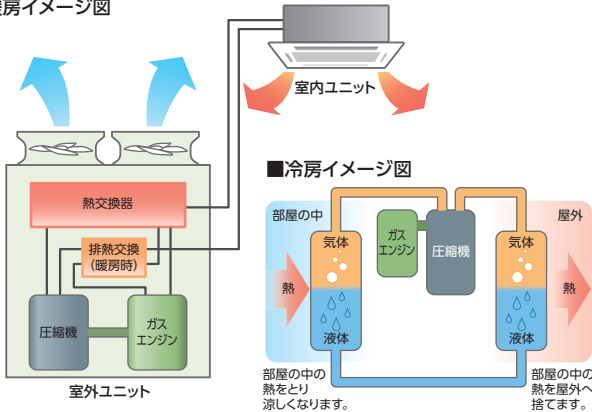 房イメージ図
室内ユニット
熱交換器
排熱交換
(暖房時)
圧縮機
ガス
エンジン
室外ユニット
■冷房イメージ図
部屋の中
屋外
ガス
エンジン
圧縮機
気体
液体
熱
気体
液体
熱
部屋の中の
熱をとり
涼しくなります。
部屋の中の
熱を屋外へ
捨てます。